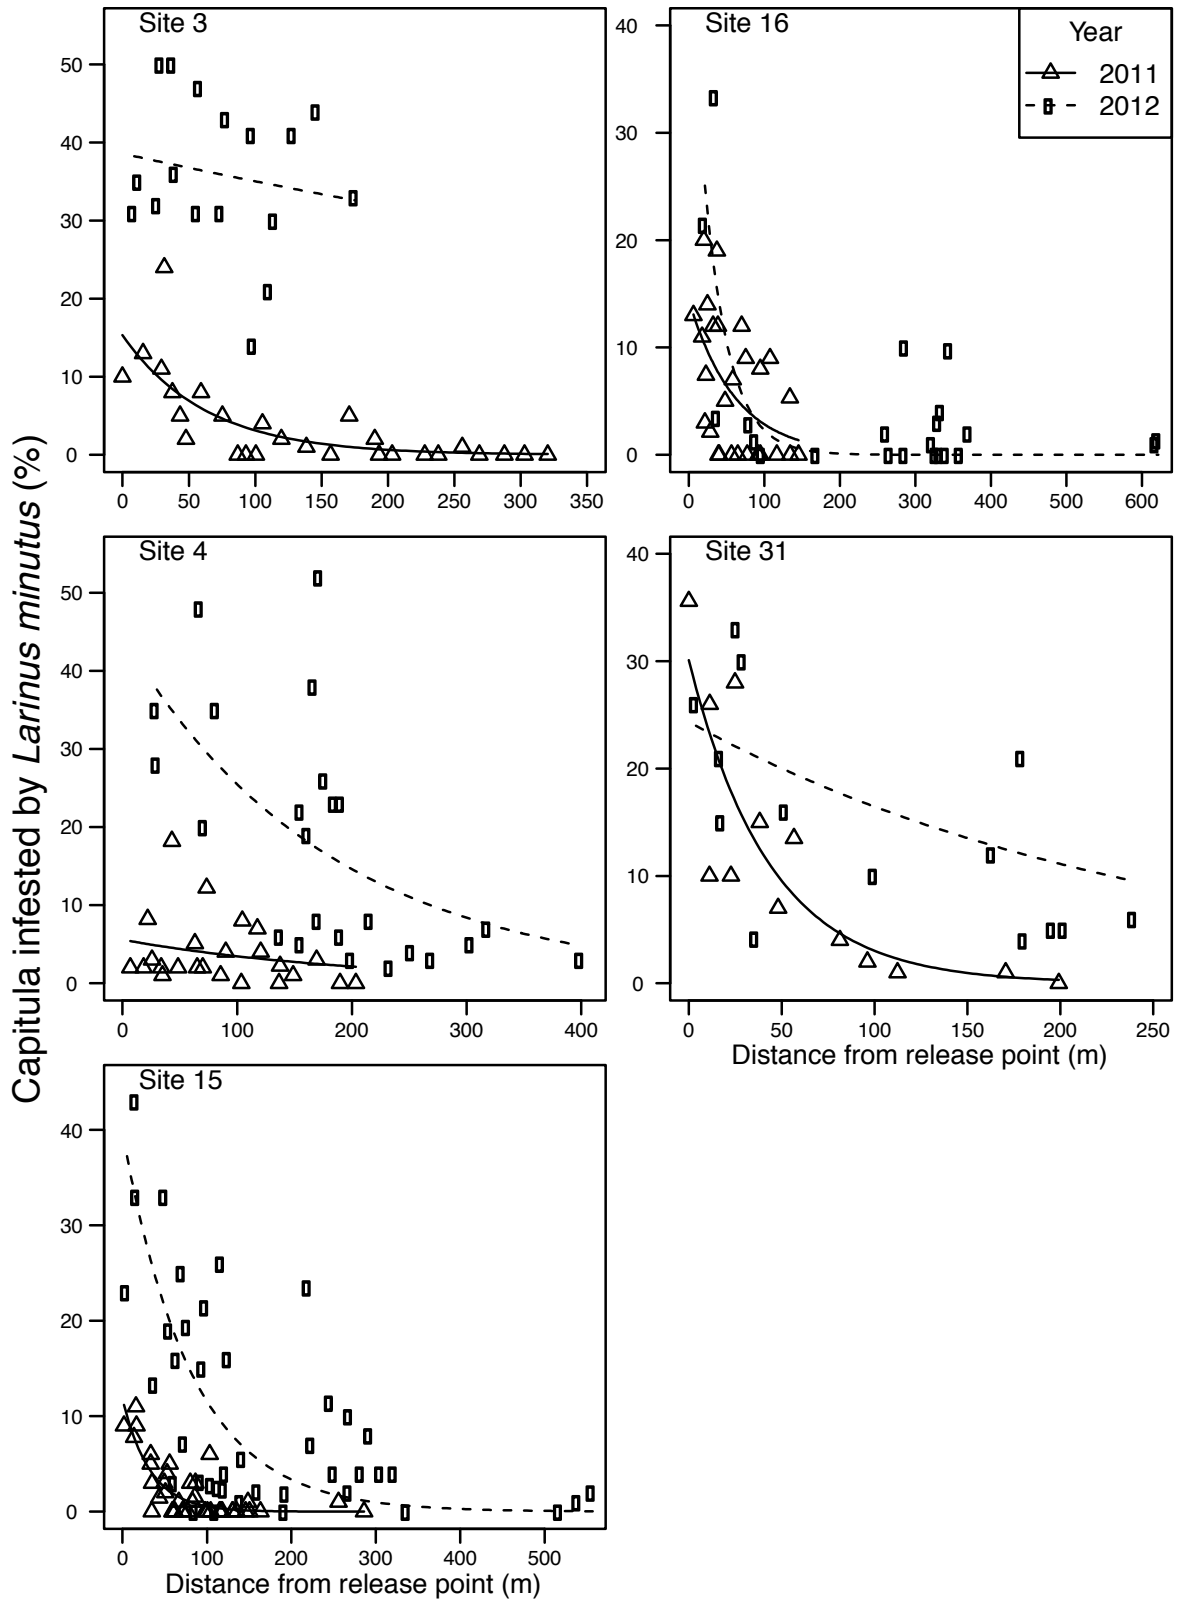 Capitula infested by Larinus minutus (%)
Site 3
50
40
30
20
10
0
0 50 100 150 200 250 300 350
Site 16
40
30
20
10
0
0 100 200 300 400 500 600
Year
2011
2012
Site 4
50
40
30
20
10
0
0 100 200 300 400
Site 31
40
30
20
10
0
0 50 100 150 200 250
Distance from release point (m)
Site 15
40
30
20
10
0
0 100 200 300 400 500
Distance from release point (m)